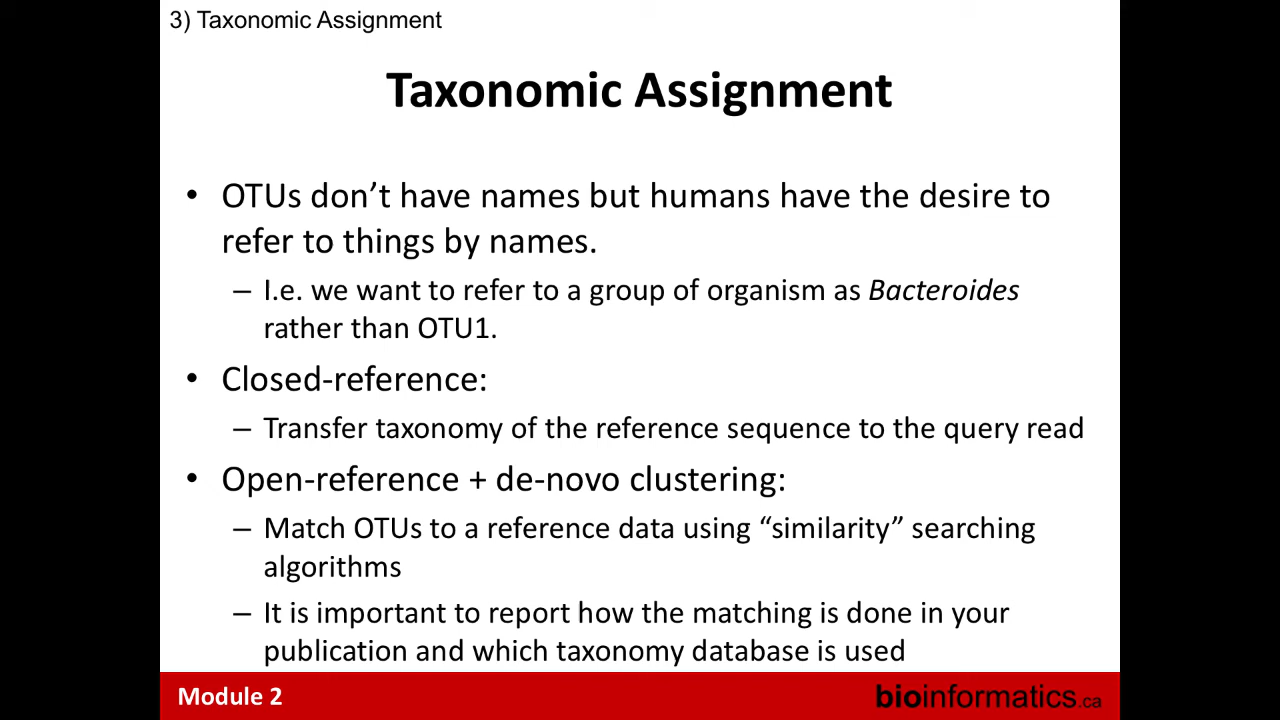 3) Taxonomic Assignment
Taxonomic Assignment
• OTUs don’t have names but humans have the desire to
refer to things by names.
– I.e. we want to refer to a group of organism as Bacteroides
rather than OTU1.
• Closed-reference:
– Transfer taxonomy of the reference sequence to the query read
• Open-reference + de-novo clustering:
– Match OTUs to a reference data using “similarity” searching
algorithms
– It is important to report how the matching is done in your
publication and which taxonomy database is used
Module 2
bioinformatics.ca